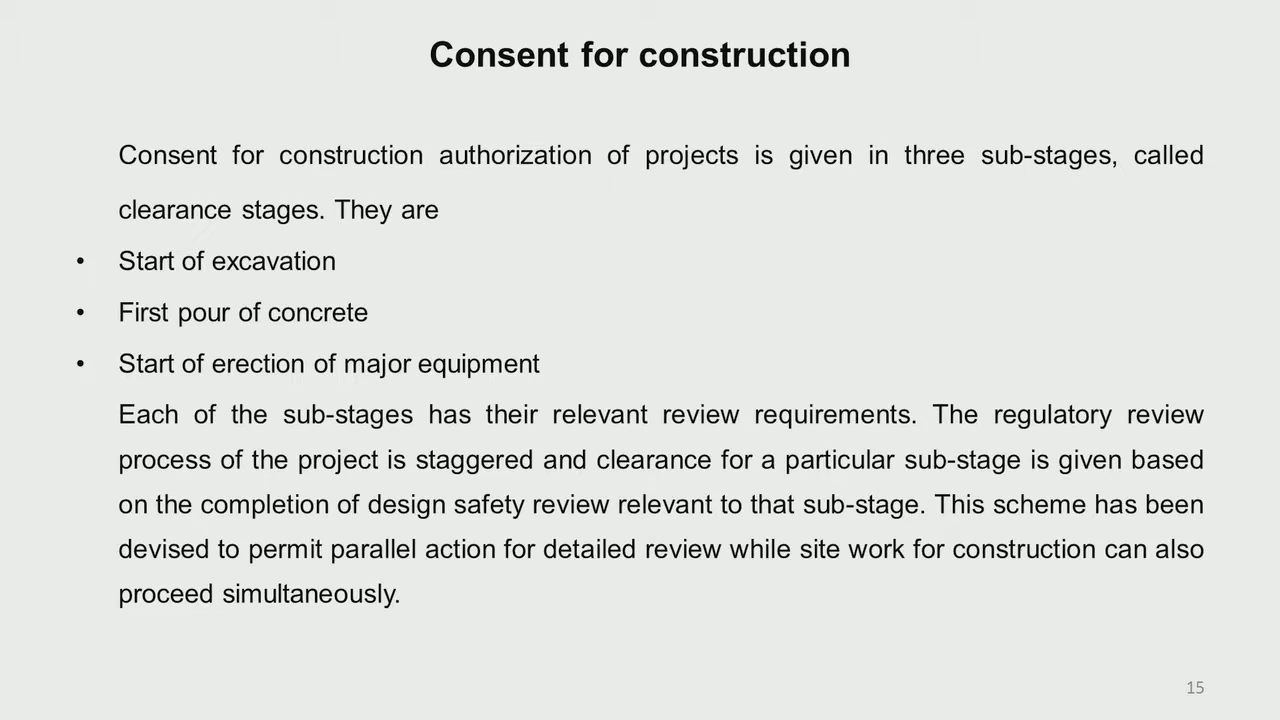 Consent for construction
Consent for construction authorization of projects is given in three sub-stages, called
clearance stages. They are
• Start of excavation
• First pour of concrete
• Start of erection of major equipment
Each of the sub-stages has their relevant review requirements. The regulatory review
process of the project is staggered and clearance for a particular sub-stage is given based
on the completion of design safety review relevant to that sub-stage. This scheme has been
devised to permit parallel action for detailed review while site work for construction can also
proceed simultaneously.
15